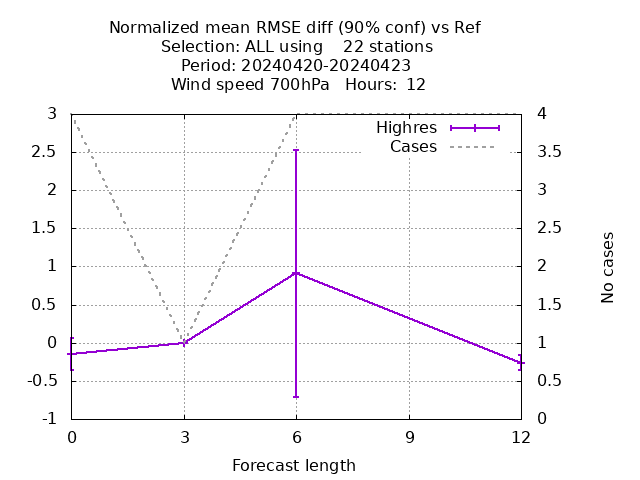 Normalized mean RMSE diff (90% conf) vs Ref
Selection: ALL using    22 stations
Period: 20240420-20240423
Wind speed 700hPa   Hours:  12
Highres
Cases
3
2.5
2
1.5
1
0.5
0
-0.5
-1
4
3.5
3
2.5
2
1.5
1
0.5
0
No cases
0
3
6
9
12
Forecast length